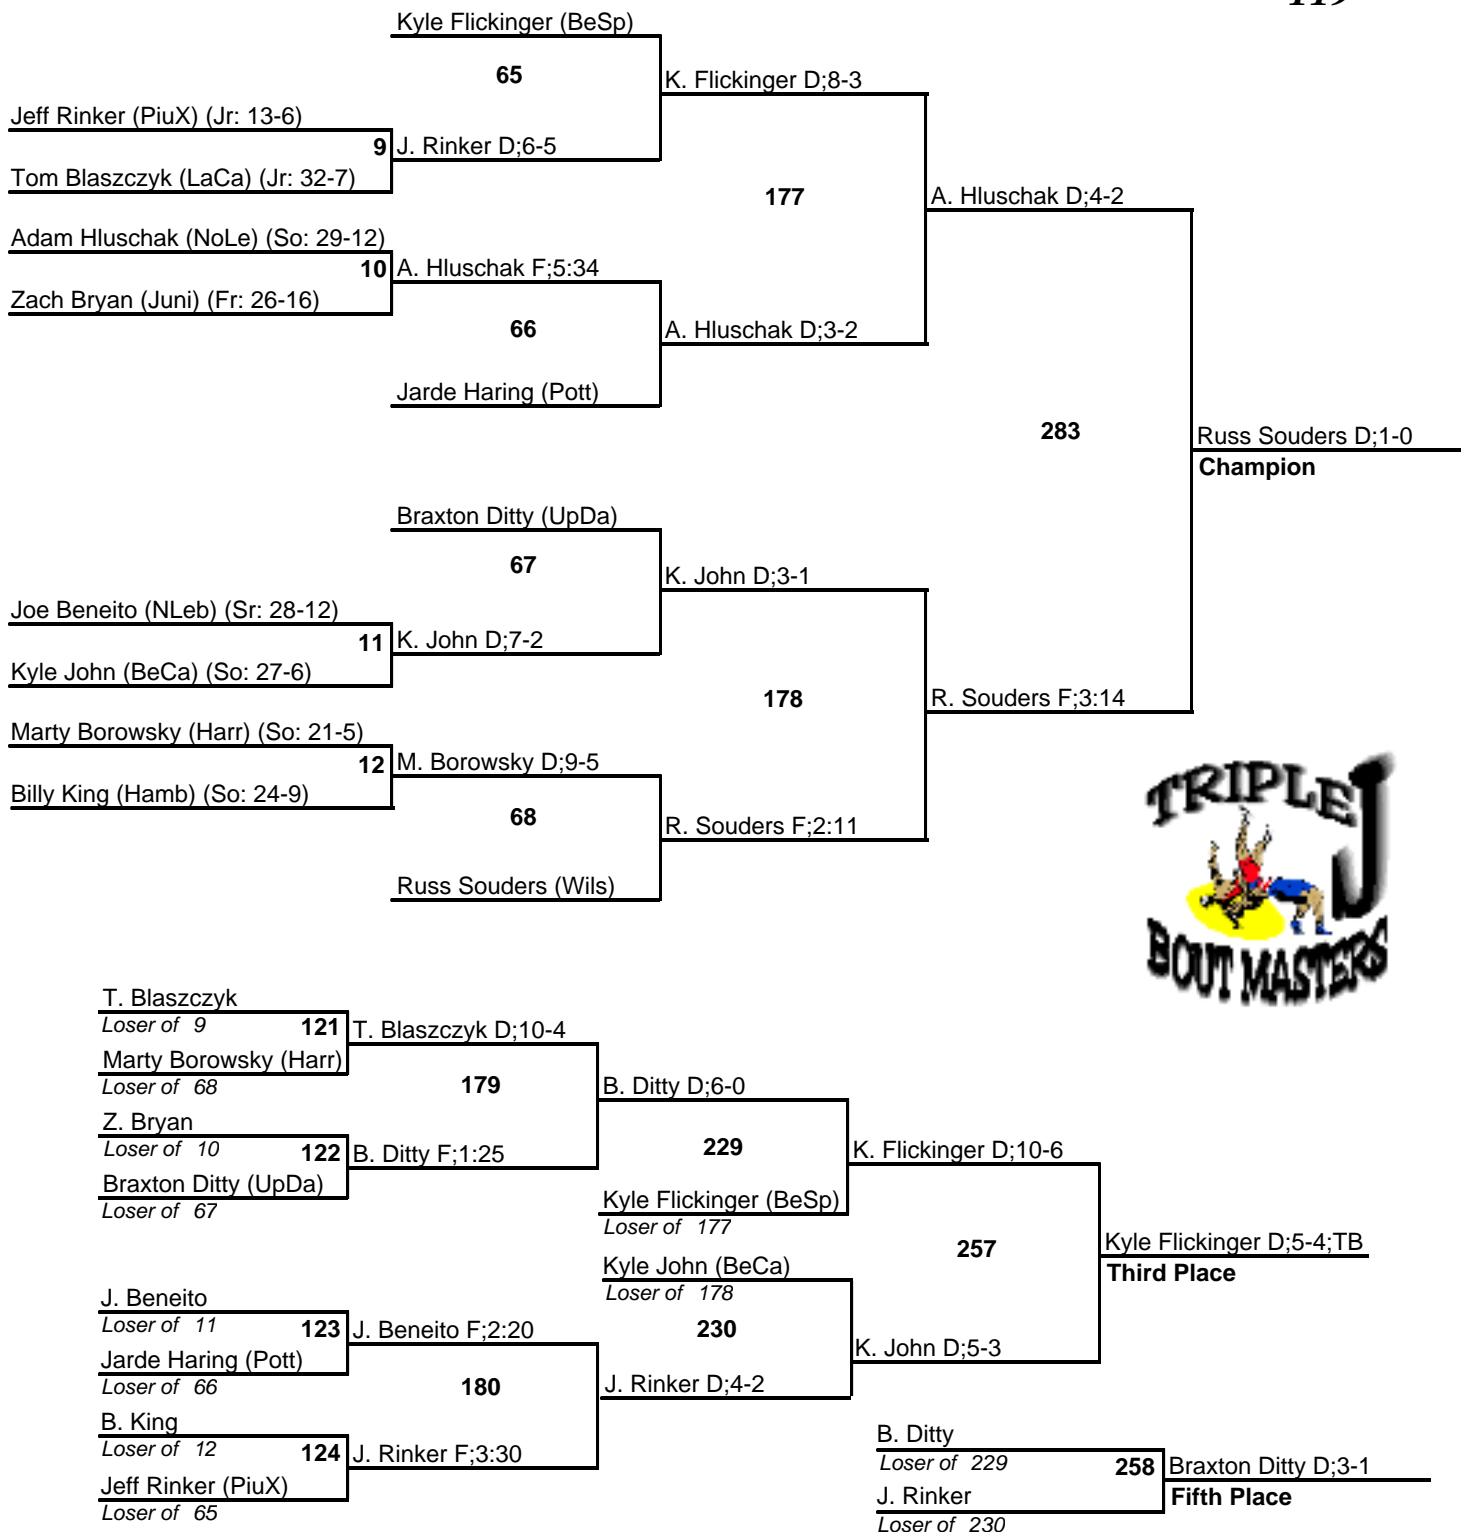 Kyle Flickinger (BeSp)
65
K. Flickinger D;8-3
Jeff Rinker (PiuX) (Jr: 13-6)
9 J. Rinker D;6-5
Tom Blaszczyk (LaCa) (Jr: 32-7)
177
A. Hluschak D;4-2
Adam Hluschak (NoLe) (So: 29-12)
10 A. Hluschak F;5:34
Zach Bryan (Juni) (Fr: 26-16)
66
A. Hluschak D;3-2
Jarde Haring (Pott)
283
Russ Souders D;1-0
Champion
Braxton Ditty (UpDa)
67
K. John D;3-1
Joe Beneito (NLeb) (Sr: 28-12)
11 K. John D;7-2
Kyle John (BeCa) (So: 27-6)
178
R. Souders F;3:14
Marty Borowsky (Harr) (So: 21-5)
12 M. Borowsky D;9-5
Billy King (Hamb) (So: 24-9)
68
R. Souders F;2:11
Russ Souders (Wils)
TRIPLE J
BOUT MASTERS
T. Blaszczyk
Loser of 9
121 T. Blaszczyk D;10-4
Marty Borowsky (Harr)
Loser of 68
179
B. Ditty D;6-0
Z. Bryan
Loser of 10
122 B. Ditty F;1:25
Braxton Ditty (UpDa)
Loser of 67
229
K. Flickinger D;10-6
Kyle Flickinger (BeSp)
Loser of 177
257
Kyle Flickinger D;5-4;TB
Third Place
Kyle John (BeCa)
Loser of 178
J. Beneito
Loser of 11
123 J. Beneito F;2:20
230
K. John D;5-3
Jarde Haring (Pott)
Loser of 66
180
J. Rinker D;4-2
B. King
Loser of 12
124 J. Rinker F;3:30
Jeff Rinker (PiuX)
Loser of 65
B. Ditty
Loser of 229
258 Braxton Ditty D;3-1
Fifth Place
J. Rinker
Loser of 230